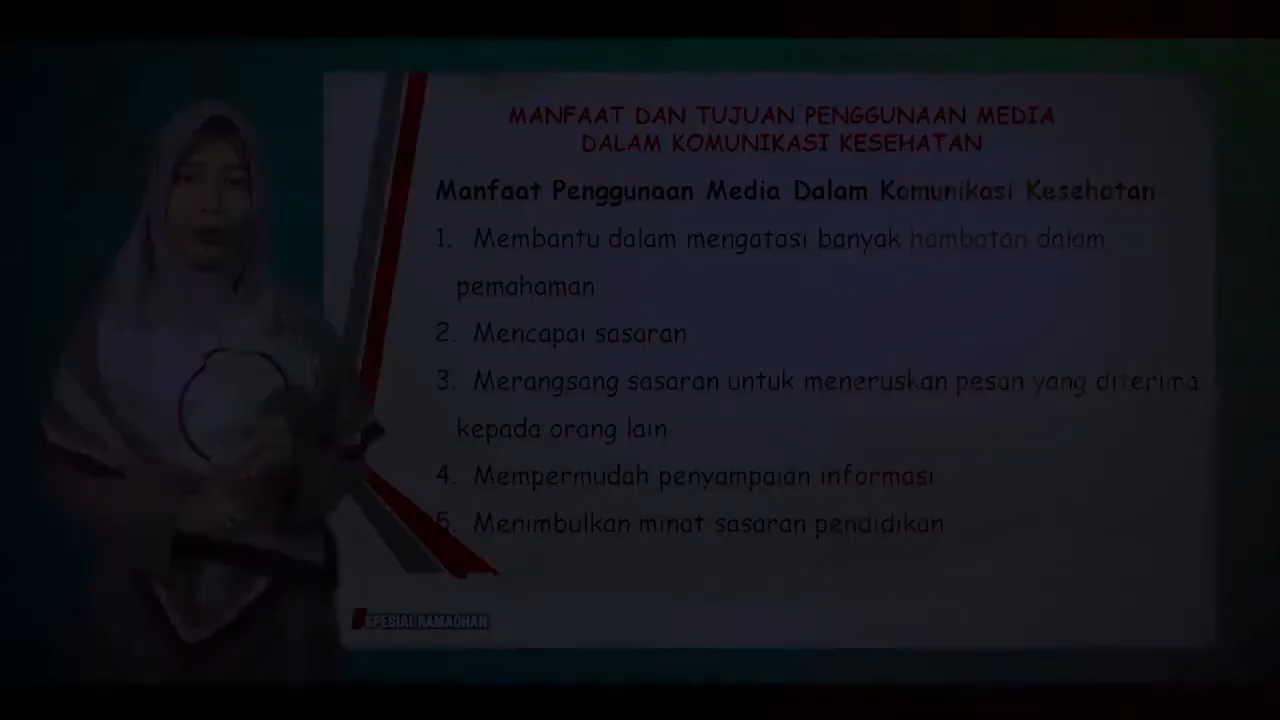 MANFAAT DAN TUJUAN PENGGUNAAN MEDIA
DALAM KOMUNIKASI KESEHATAN
Manfaat Penggunaan Media Dalam Komunikasi Kesehatan
1. Membantu dalam mengatasi banyak hambatan dalam
pemahaman
2. Mencapai sasaran
3. Merangsang sasaran untuk meneruskan pesan yang diterima
kepada orang lain
4. Mempermudah penyampaian informasi
5. Menimbulkan minat sasaran pendidikan
SPESIAL RAMADHAN